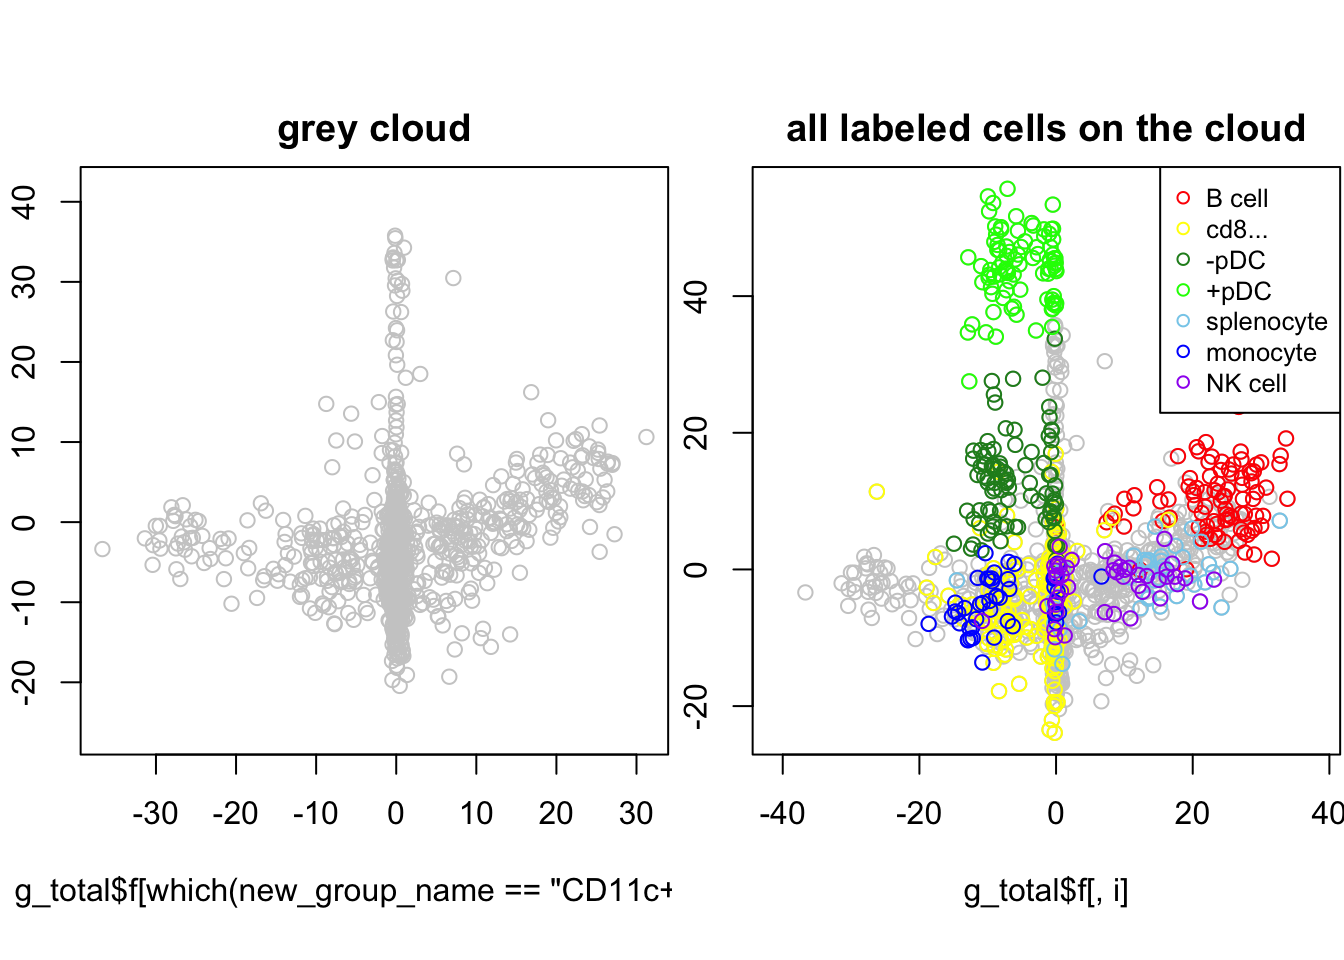 grey cloud
40
30
20
10
0
-10
-20
-30 -20 -10 0 10 20 30
g_total$f[which(new_group_name == "CD11c+
all labeled cells on the cloud
B cell
cd8...
-pDC
+pDC
splenocyte
monocyte
NK cell
40
20
0
-20
-40 -20 0 20 40
g_total$f[, i]